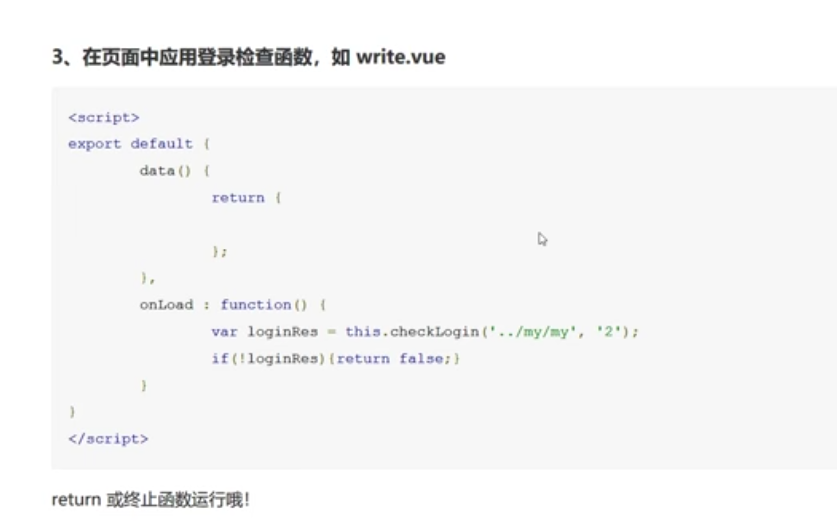 3、在页面中应用登录检查函数，如 write.vue
<script>
export default {
data() {
return {
};
},
onLoad : function() {
var loginRes = this.checkLogin('../my/my', '2');
if(!loginRes){return false;}
}
}
</script>
return 或终止函数运行哦!